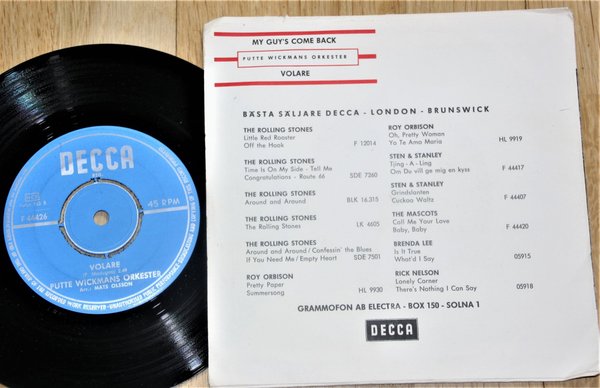 DECCA
45 RPM
F 44426
VOLARE
PUTTE WICKMANS ORKESTER
Arr.: MATS OLSSON
MY GUY'S COME BACK
PUTTE WICKMANS ORKESTER
VOLARE
BÄSTA SÄLJARE DECCA - LONDON - BRUNSWICK
THE ROLLING STONES
Little Red Rooster
Off the Hook F 12014
THE ROLLING STONES
Time Is On My Side - Tell Me
Congratulations - Route 66 SDE 7260
THE ROLLING STONES
Around and Around BLK 16.315
THE ROLLING STONES
The Rolling Stones LK 4605
THE ROLLING STONES
Around and Around/Confessin' the Blues
If You Need Me/Empty Heart SDE 7501
ROY ORBISON
Pretty Paper
Summersong HL 9930
ROY ORBISON
Oh, Pretty Woman
Yo Te Ama Maria HL 9919
STEN & STANLEY
Tjing - A - Ling
Om Du vill ge mig en kyss F 44417
STEN & STANLEY
Grindslanten
Cuckoo Waltz F 44407
THE MASCOTS
Call Me Your Love
Baby, Baby F 44420
BRENDA LEE
Is It True
What'd I Say 05915
RICK NELSON
Lonely Corner
There's Nothing I Can Say 05918
GRAMMOFON AB ELECTRA - BOX 150 - SOLNA 1
DECCA